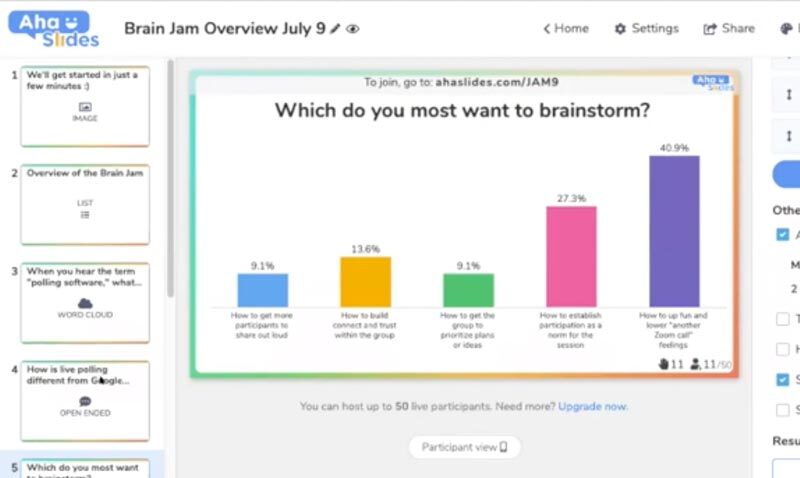 Aha
Slides
Brain Jam Overview July 9
Home
Settings
Share
1
We'll get started in just a
few minutes :)
IMAGE
2
Overview of the Brain Jam
LIST
3
When you hear the term
"polling software," what...
WORD CLOUD
4
How is live polling
different from Google...
OPEN ENDED
5
Which do you most want
to brainstorm?
To join, go to: ahaslides.com/JAM9
Aha
Slides
Which do you most want to brainstorm?
9.1%
13.6%
9.1%
27.3%
40.9%
How to get more
participants to
share out loud
How to build
connect and trust
within the group
How to get the
group to
prioritize plans
or ideas
How to establish
participation as a
norm for the
session
How to up fun and
lower "another
Zoom call"
feelings
11 11/50
You can host up to 50 live participants. Need more? Upgrade now.
Participant view
2